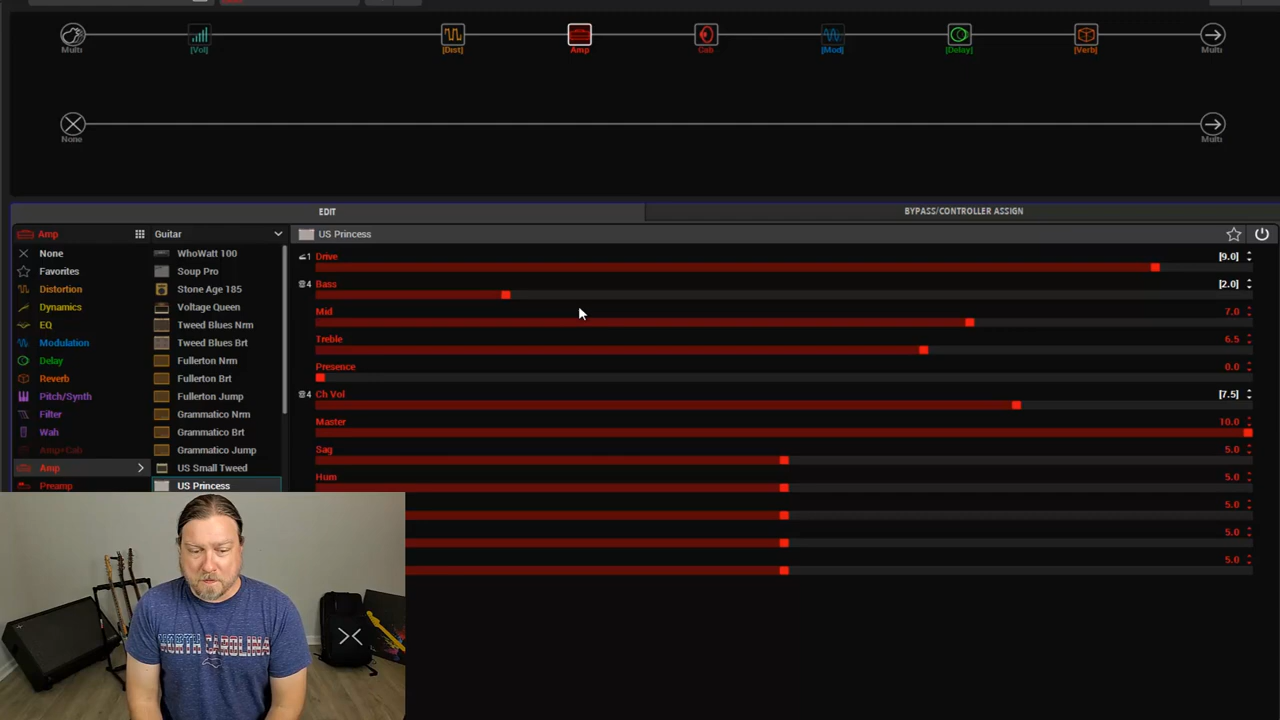 Multi [Vol] [Dist] Amp Cab [Mod] [Delay] [Verb] Multi
None Multi
EDIT BYPASS/CONTROLLER ASSIGN
Amp Guitar US Princess
None WhoWatt 100
Favorites Soup Pro
Distortion Stone Age 185
Dynamics Voltage Queen
EQ Tweed Blues Nrm
Modulation Tweed Blues Brt
Delay Fullerton Nrm
Reverb Fullerton Brt
Pitch/Synth Fullerton Jump
Filter Grammatico Nrm
Wah Grammatico Brt
Amp+Cab Grammatico Jump
Amp US Small Tweed
Preamp US Princess
1 Drive [9.0]
4 Bass [2.0]
Mid 7.0
Treble 6.5
Presence 0.0
4 Ch Vol [7.5]
Master 10.0
Sag 5.0
Hum 5.0
5.0
5.0
5.0
NORTH CAROLINA